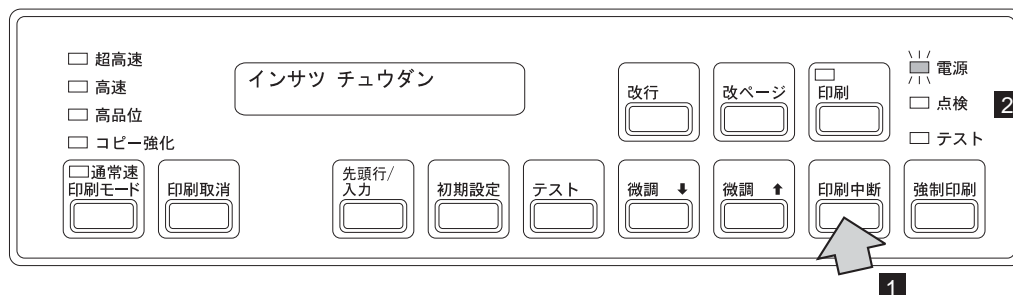 超高速
高速
高品位
コピー強化
インサツ チュウダン
改行
改ページ
印刷
電源
点検
テスト
2
通常速
印刷モード
印刷取消
先頭行/
入力
初期設定
テスト
微調 ⬇
微調 ⬆
印刷中断
強制印刷
1